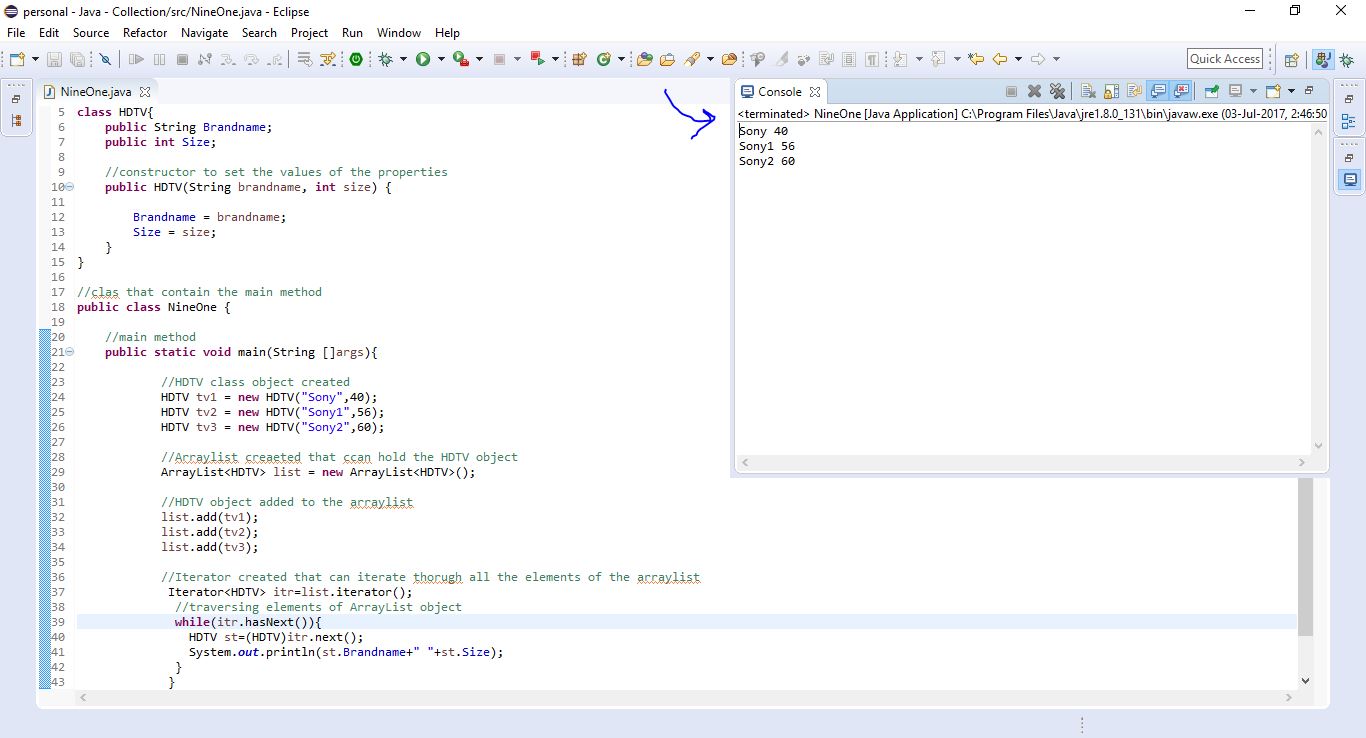 personal - Java - Collection/src/NineOne.java - Eclipse
File Edit Source Refactor Navigate Search Project Run Window Help
Quick Access
NineOne.java
5 class HDTV{
6 public String Brandname;
7 public int Size;
8
9 //constructor to set the values of the properties
10 public HDTV(String brandname, int size) {
11
12 Brandname = brandname;
13 Size = size;
14 }
15 }
16
17 //clas that contain the main method
18 public class NineOne {
19
20 //main method
21 public static void main(String []args){
22
23 //HDTV class object created
24 HDTV tv1 = new HDTV("Sony",40);
25 HDTV tv2 = new HDTV("Sony1",56);
26 HDTV tv3 = new HDTV("Sony2",60);
27
28 //Arraylist creaeted that ccan hold the HDTV object
29 ArrayList<HDTV> list = new ArrayList<HDTV>();
30
31 //HDTV object added to the arraylist
32 list.add(tv1);
33 list.add(tv2);
34 list.add(tv3);
35
36 //Iterator created that can iterate thorugh all the elements of the arraylist
37 Iterator<HDTV> itr=list.iterator();
38 //traversing elements of ArrayList object
39 while(itr.hasNext()){
40 HDTV st=(HDTV)itr.next();
41 System.out.println(st.Brandname+" "+st.Size);
42 }
43 }
Console
<terminated> NineOne [Java Application] C:\Program Files\Java\jre1.8.0_131\bin\javaw.exe (03-Jul-2017, 2:46:50
Sony 40
Sony1 56
Sony2 60